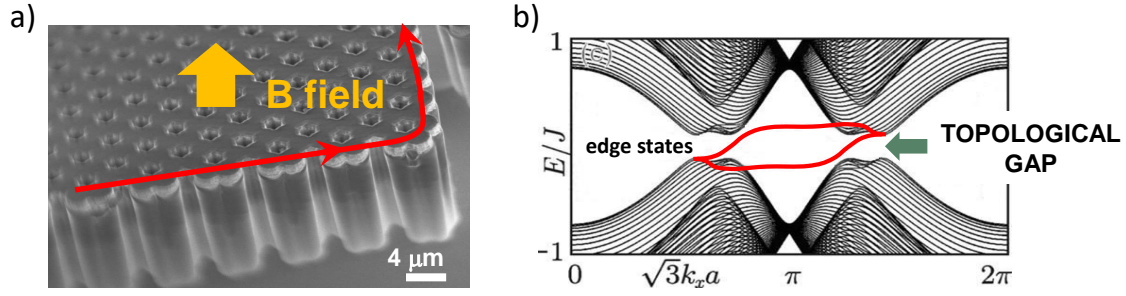 a)
B field
4 μm
b)
(c)
1
edge states
TOPOLOGICAL
GAP
E/J
-1
0
√3kₓa
π
2π